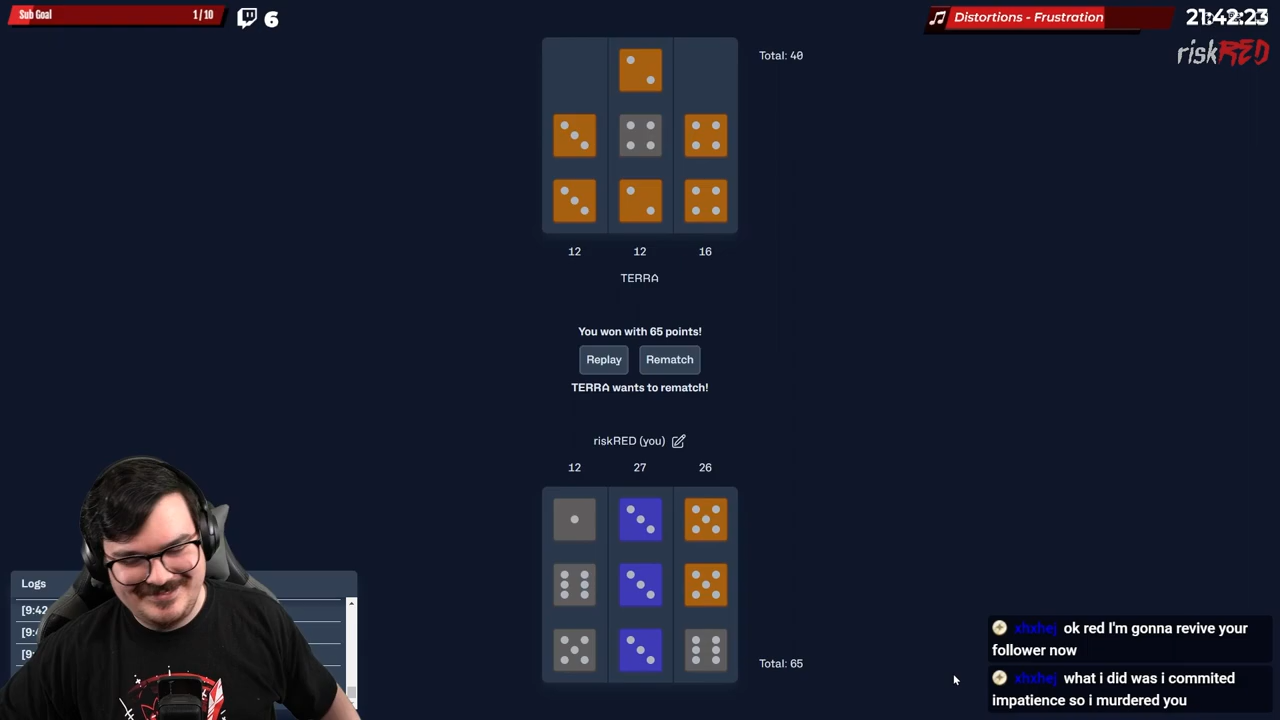 Sub Goal 1 / 10
6
Distortions - Frustration
21:42:23
riskRED
Total: 40
12 12 16
TERRA
You won with 65 points!
Replay Rematch
TERRA wants to rematch!
riskRED (you)
12 27 26
Total: 65
Logs
[9:42
xhxhej ok red I'm gonna revive your
follower now
xhxhej what i did was i commited
impatience so i murdered you